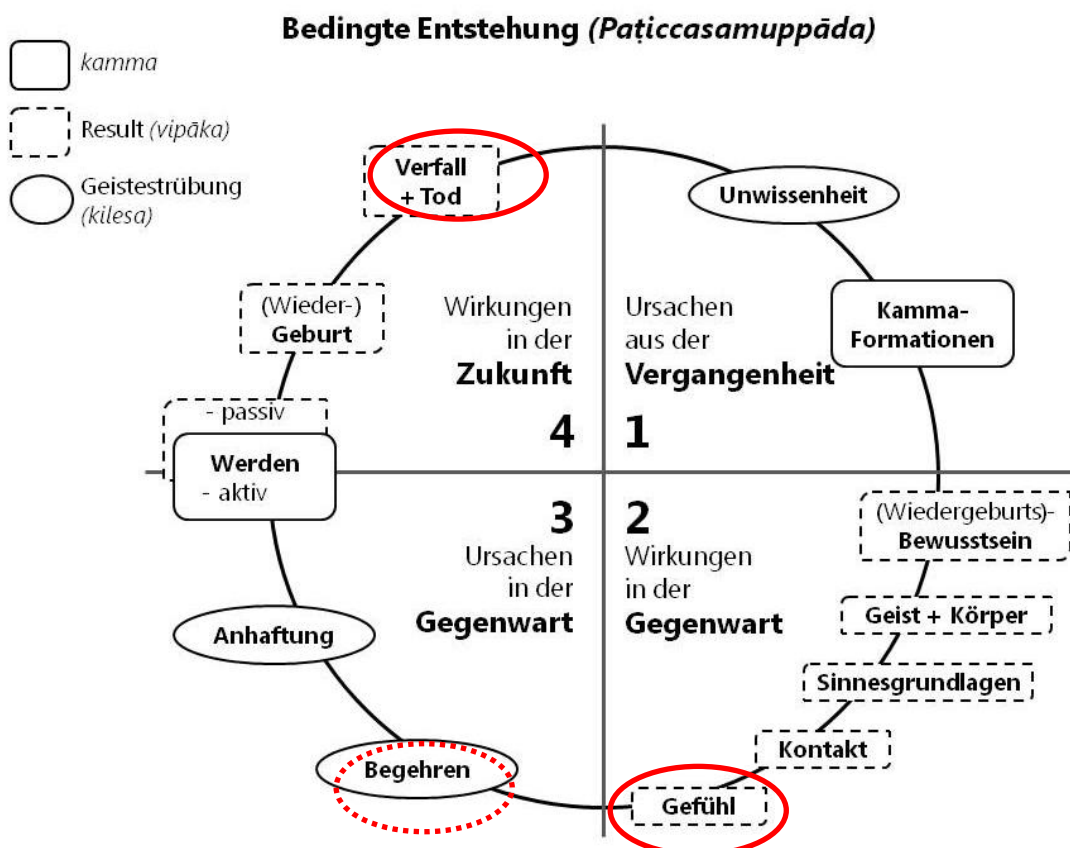 Bedingte Entstehung (Paṭiccasamuppāda)
kamma
Result (vipāka)
Geistestrübung
(kilesa)
Verfall
+ Tod
Unwissenheit
(Wieder-)
Geburt
Wirkungen
in der
Zukunft
4
Ursachen
aus der
Vergangenheit
1
Kamma-
Formationen
- passiv
Werden
- aktiv
3
Ursachen
in der
Gegenwart
2
Wirkungen
in der
Gegenwart
(Wiedergeburts)-
Bewusstsein
Anhaftung
Geist + Körper
Sinnesgrundlagen
Kontakt
Begehren
Gefühl